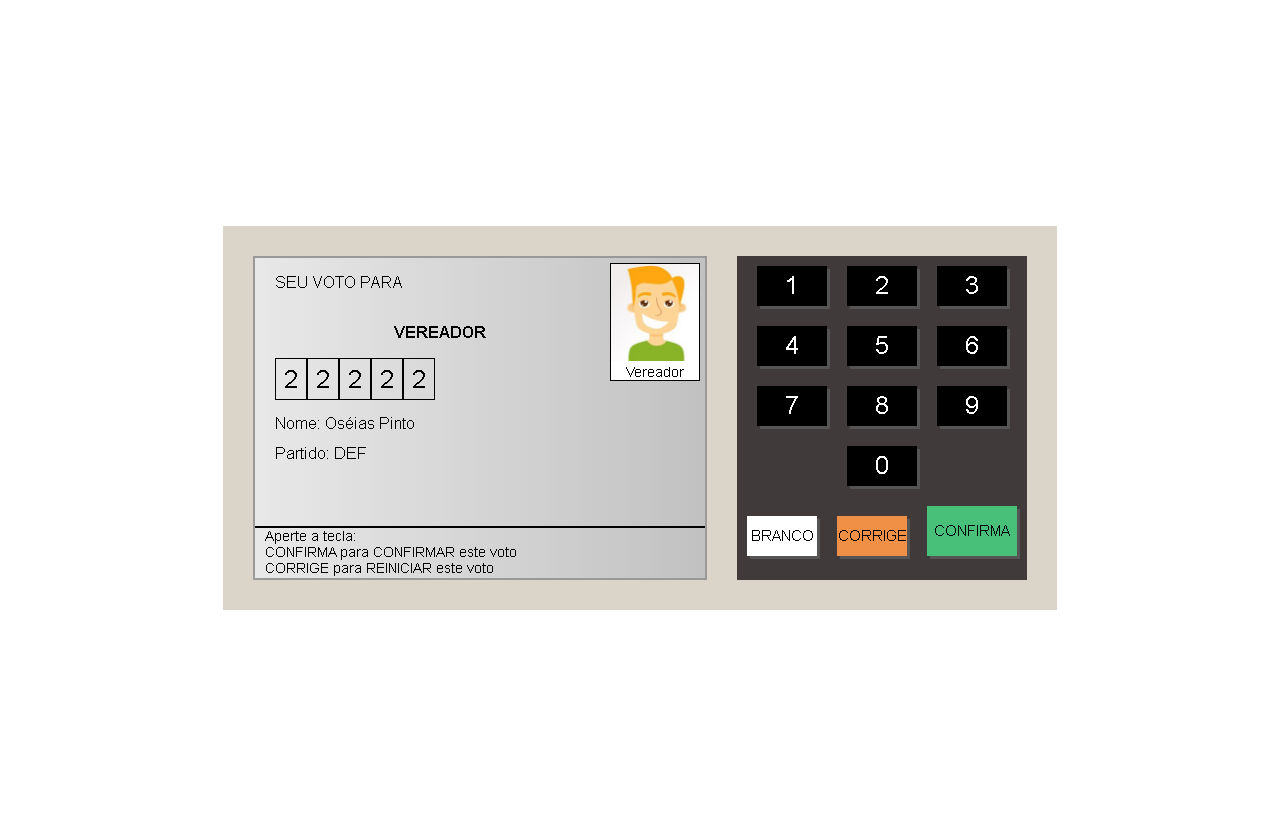 SEU VOTO PARA
VEREADOR
2 2 2 2 2
Nome: Oséias Pinto
Partido: DEF
Vereador
Aperte a tecla:
CONFIRMA para CONFIRMAR este voto
CORRIGE para REINICIAR este voto
1 2 3
4 5 6
7 8 9
0
BRANCO CORRIGE CONFIRMA